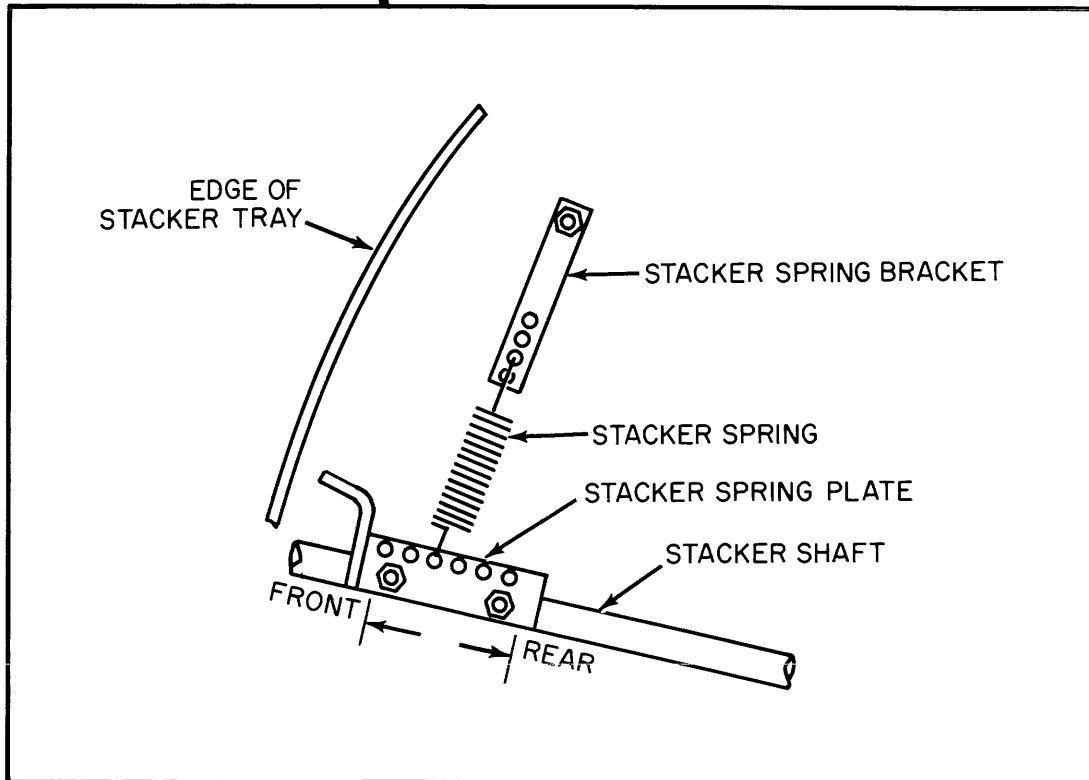 EDGE OF
STACKER TRAY
STACKER SPRING BRACKET
STACKER SPRING
STACKER SPRING PLATE
STACKER SHAFT
FRONT
REAR